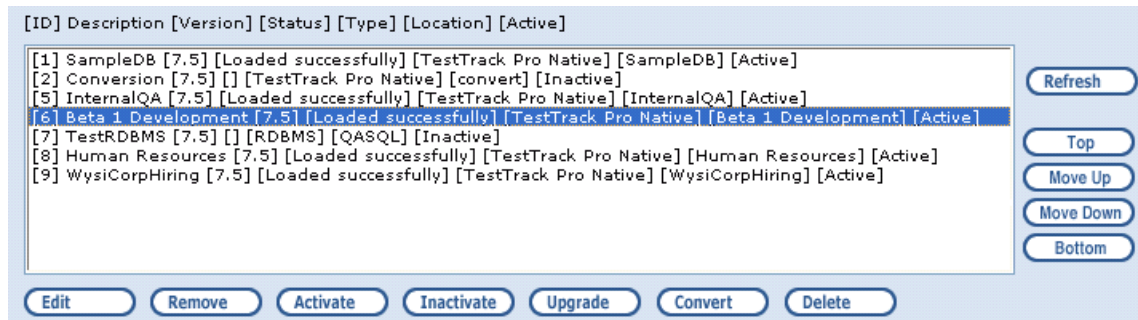 [ID] Description [Version] [Status] [Type] [Location] [Active]
[1] SampleDB [7.5] [Loaded successfully] [TestTrack Pro Native] [SampleDB] [Active]
[2] Conversion [7.5] [] [TestTrack Pro Native] [convert] [Inactive]
[5] InternalQA [7.5] [Loaded successfully] [TestTrack Pro Native] [InternalQA] [Active]
[6] Beta 1 Development [7.5] [Loaded successfully] [TestTrack Pro Native] [Beta 1 Development] [Active]
[7] TestRDBMS [7.5] [] [RDBMS] [QASQL] [Inactive]
[8] Human Resources [7.5] [Loaded successfully] [TestTrack Pro Native] [Human Resources] [Active]
[9] WysiCorpHiring [7.5] [Loaded successfully] [TestTrack Pro Native] [WysiCorpHiring] [Active]
Refresh
Top
Move Up
Move Down
Bottom
Edit Remove Activate Inactivate Upgrade Convert Delete